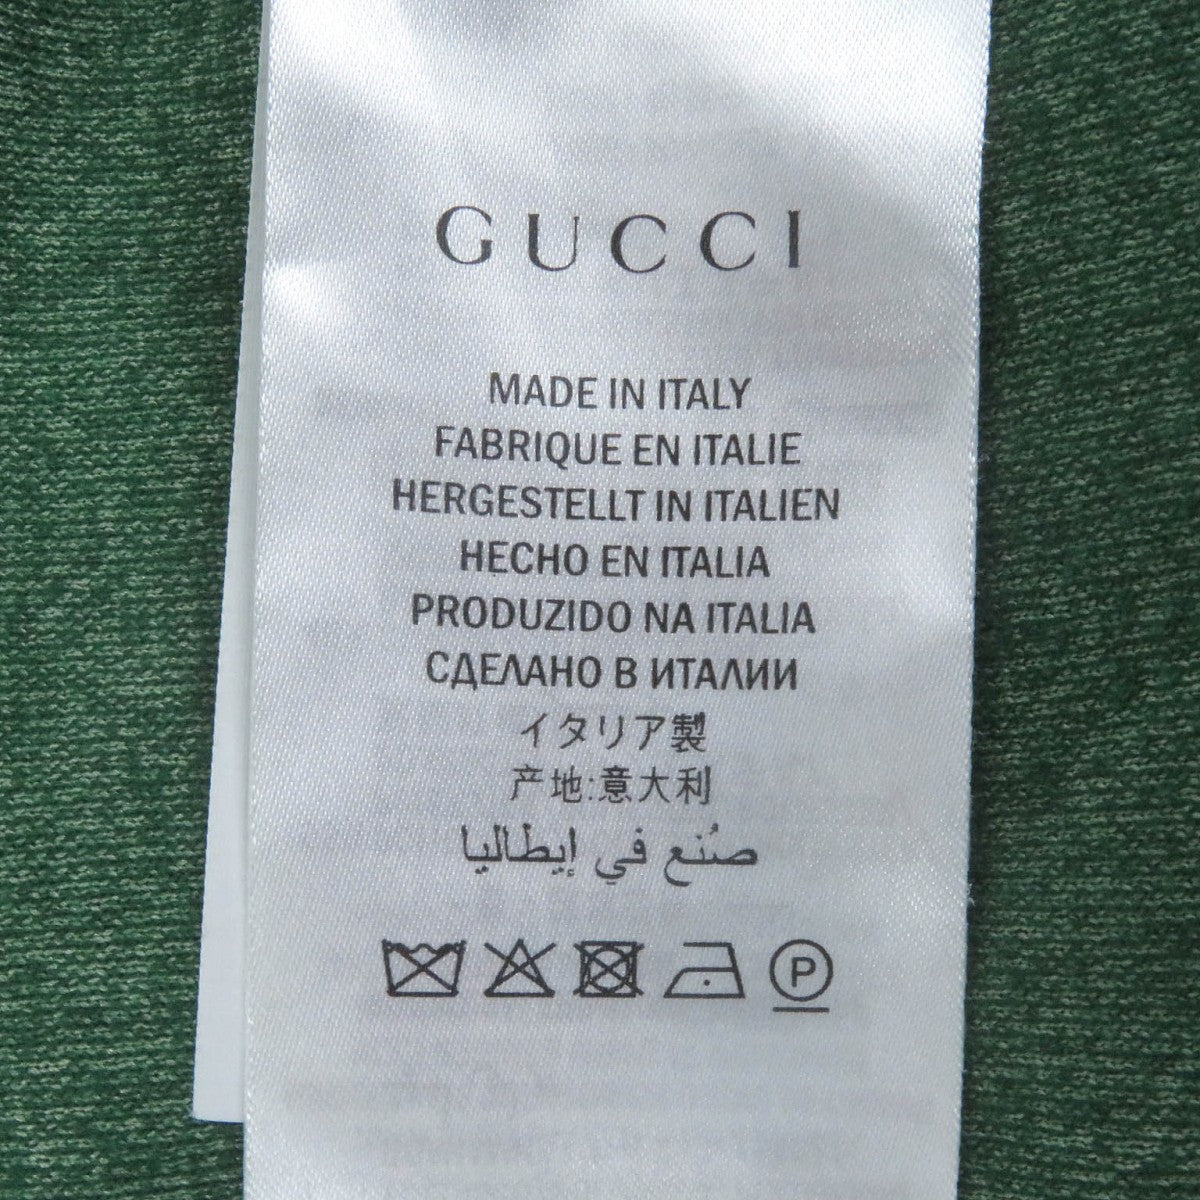 GUCCI
MADE IN ITALY
FABRIQUE EN ITALIE
HERGESTELLT IN ITALIEN
HECHO EN ITALIA
PRODUZIDO NA ITALIA
СДЕЛАНО В ИТАЛИИ
イタリア製
产地:意大利
صُنع في إيطاليا
P